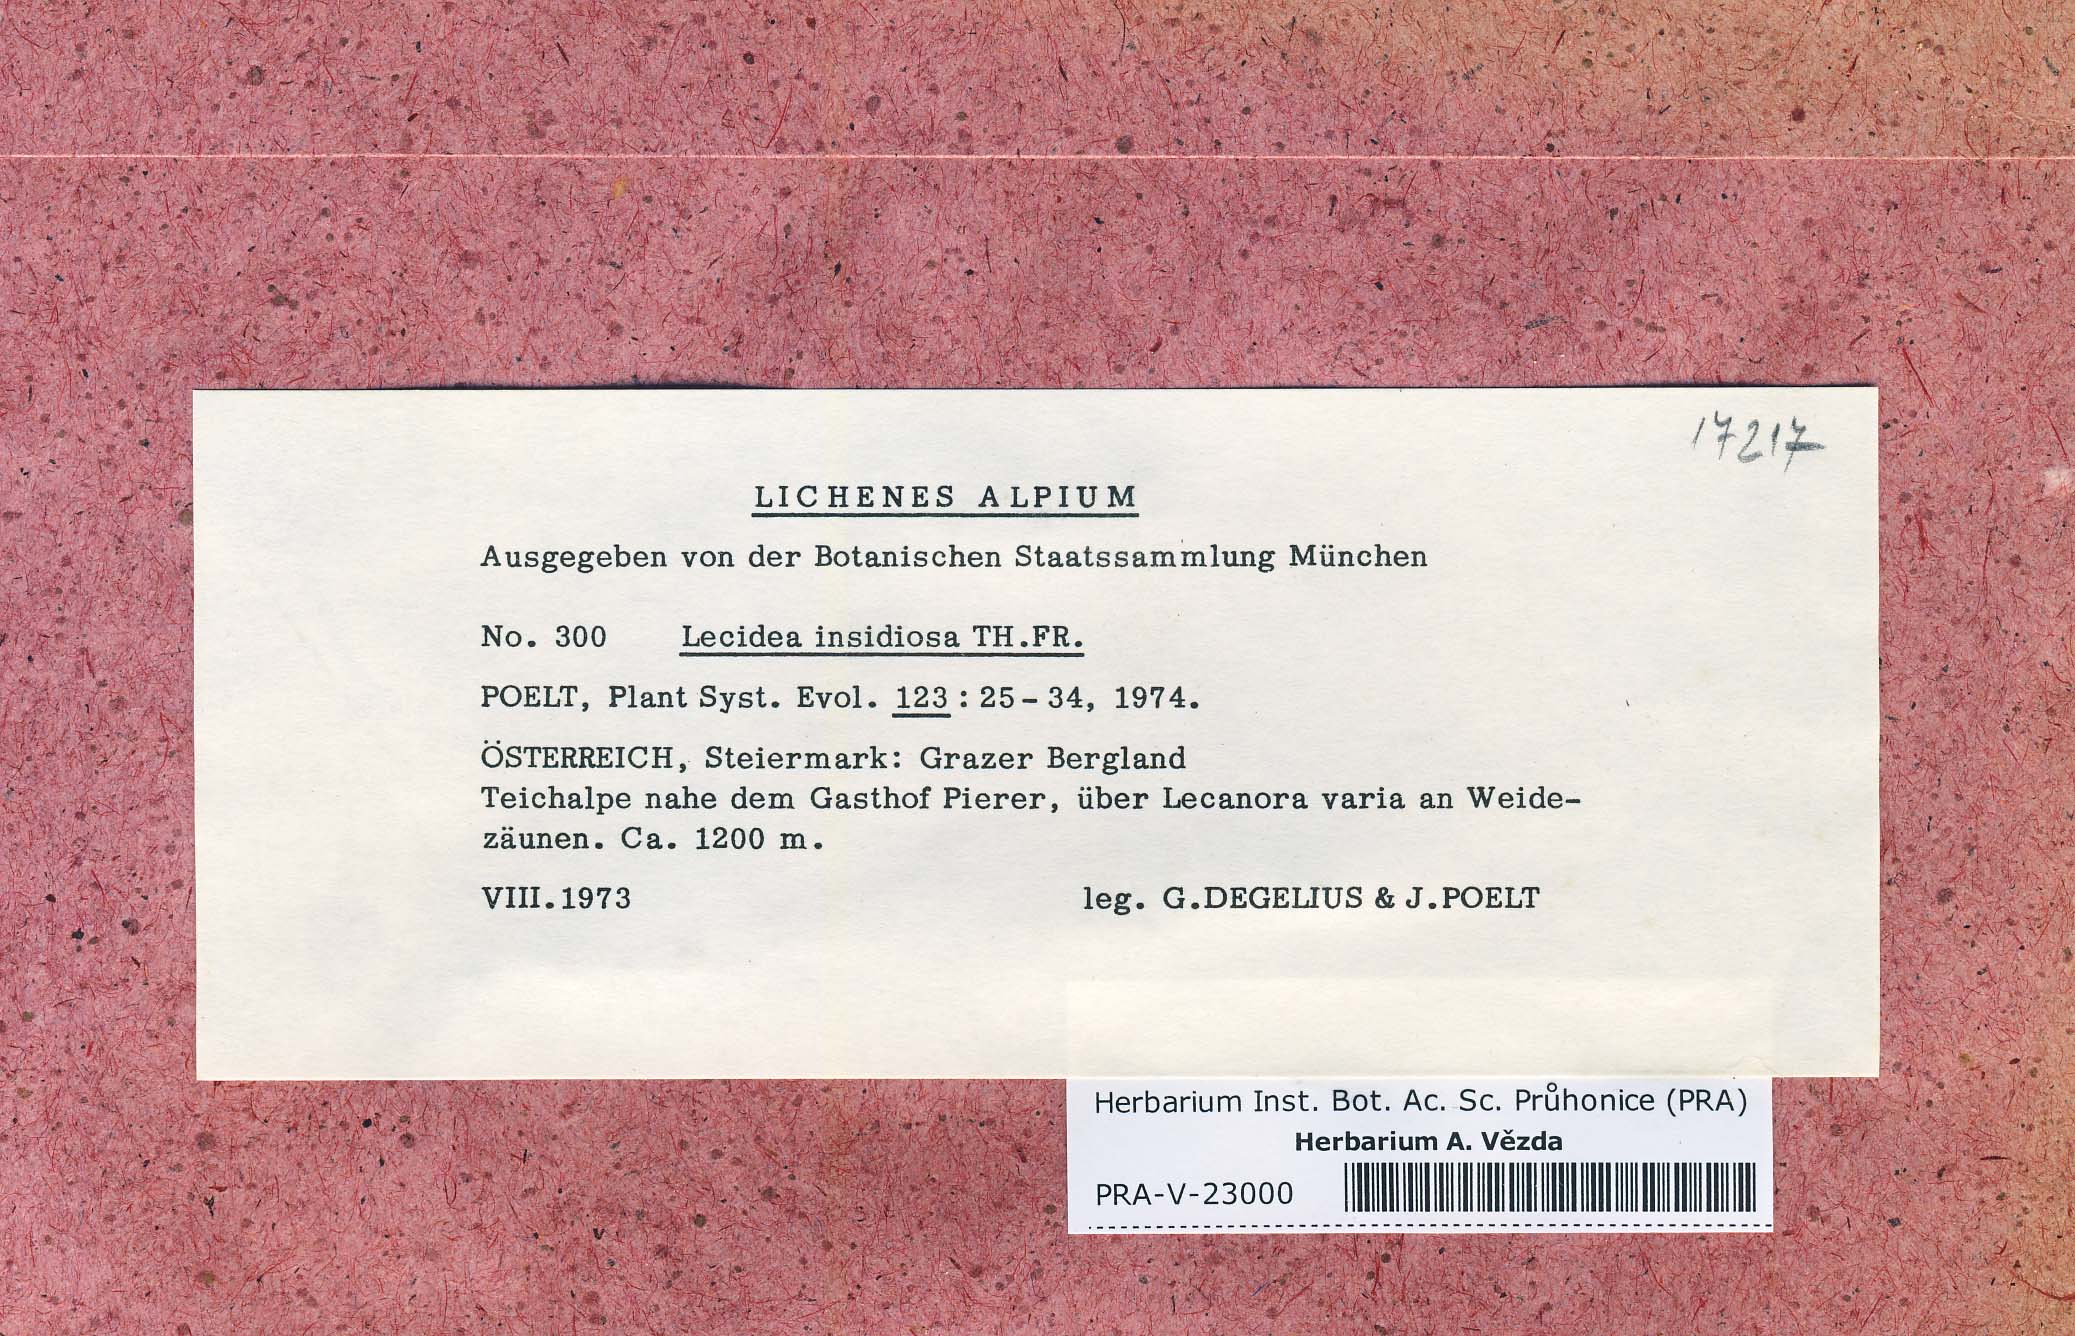 17217
LICHENES ALPIUM
Ausgegeben von der Botanischen Staatssammlung München
No. 300 Lecidea insidiosa TH.FR.
POELT, Plant Syst. Evol. 123 : 25-34, 1974.
ÖSTERREICH, Steiermark: Grazer Bergland
Teichalpe nahe dem Gasthof Pierer, über Lecanora varia an Weide-
zäunen. Ca. 1200 m.
VIII.1973 leg. G.DEGELIUS & J.POELT
Herbarium Inst. Bot. Ac. Sc. Průhonice (PRA)
Herbarium A. Vězda
PRA-V-23000